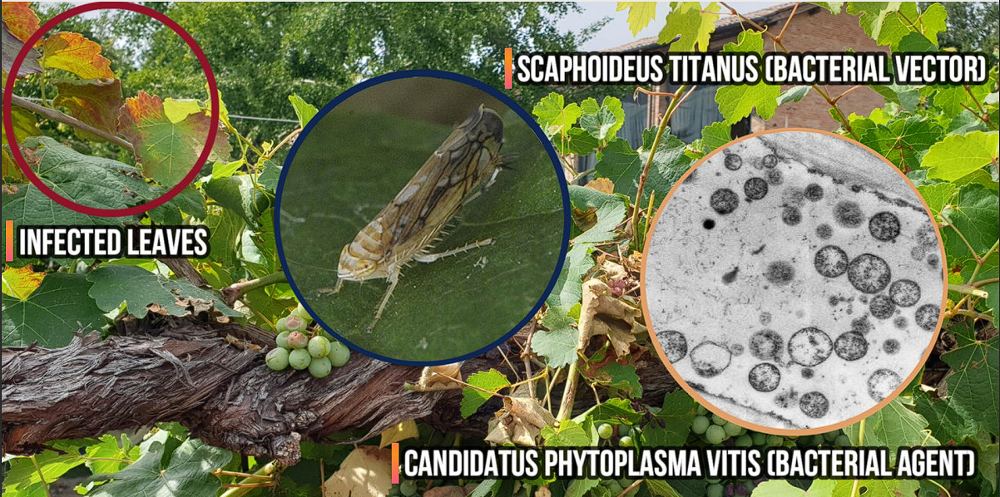 SCAPHOIDEUS TITANUS (BACTERIAL VECTOR)
INFECTED LEAVES
CANDIDATUS PHYTOPLASMA VITIS (BACTERIAL AGENT)